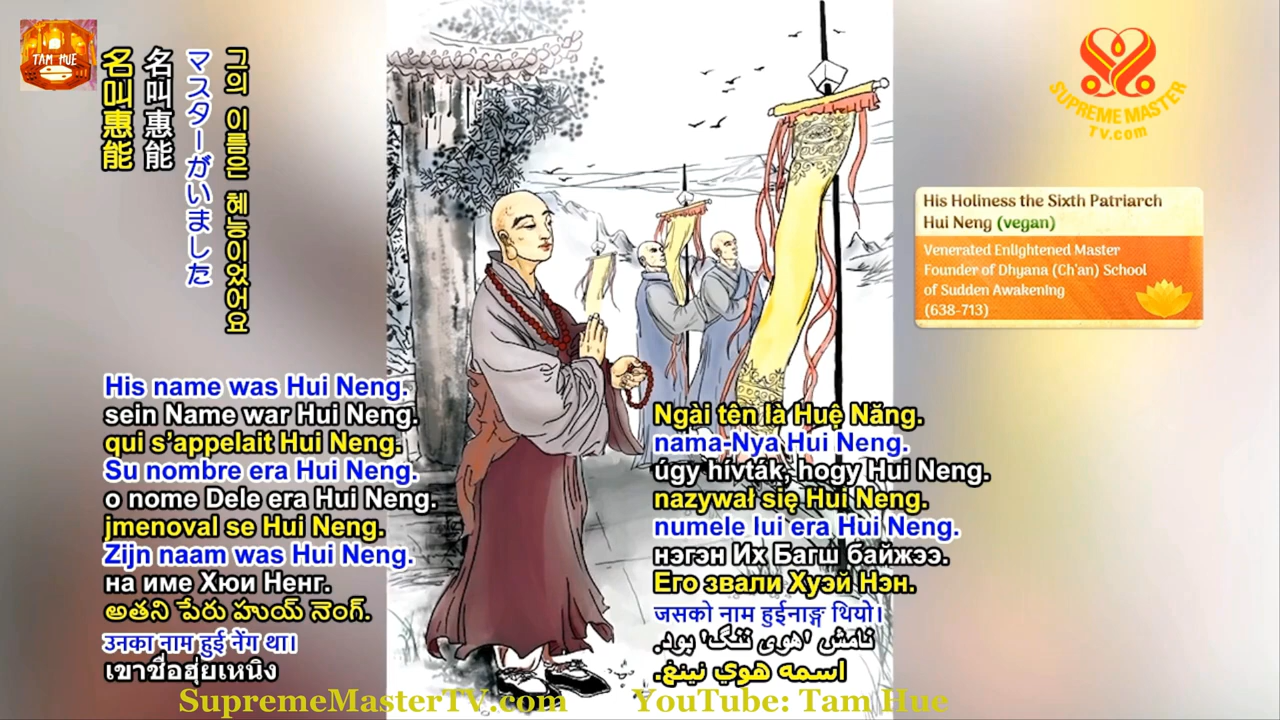 TAM HUE
名叫惠能
名叫惠能
マスターがいました
그의 이름은 혜능이었어요
SUPREME MASTER
TV.com
His Holiness the Sixth Patriarch
Hui Neng (vegan)
Venerated Enlightened Master
Founder of Dhyana (Ch'an) School
of Sudden Awakening
(638-713)
His name was Hui Neng.
sein Name war Hui Neng.
qui s'appelait Hui Neng.
Su nombre era Hui Neng.
o nome Dele era Hui Neng.
jmenoval se Hui Neng.
Zijn naam was Hui Neng.
на име Хюи Ненг.
అతని పేరు హుయ్ నెంగ్.
उनका नाम हुई नेंग था।
เขาชื่อฮุ่ยเหนิง
Ngài tên là Huệ Năng.
nama-Nya Hui Neng.
úgy hívták, hogy Hui Neng.
nazywał się Hui Neng.
numele lui era Hui Neng.
нэгэн Их Багш байжээ.
Его звали Хуэй Нэн.
जसको नाम हुईनाङ्ग थियो।
نامش 'هوی ننگ' بود.
اسمه هوي نينغ.
SupremeMasterTV.com
YouTube: Tam Hue